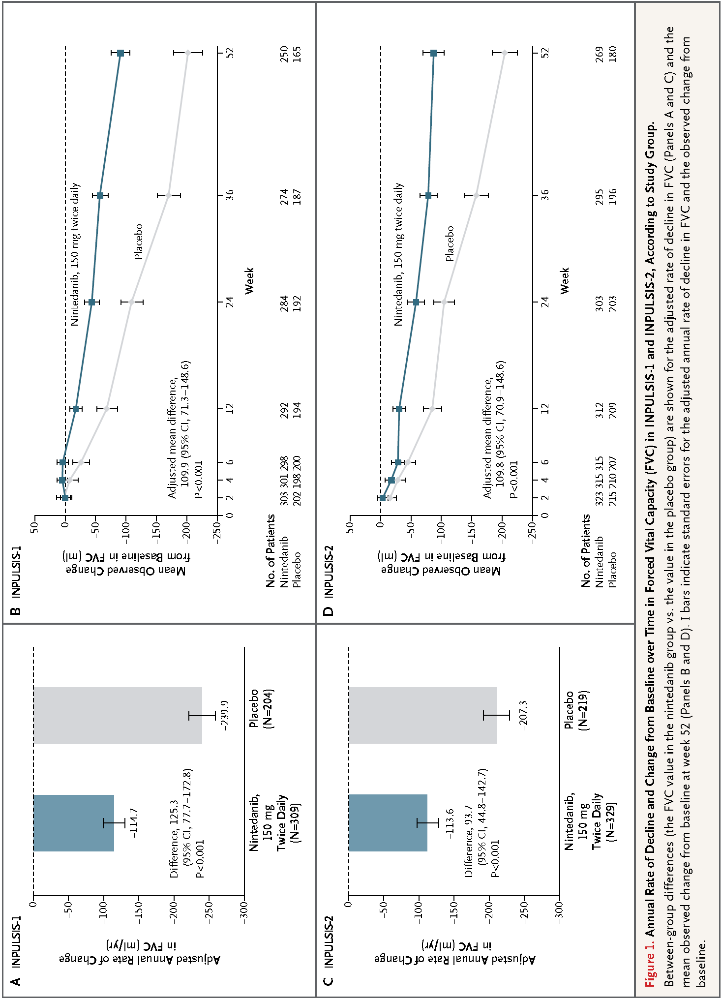 A INPULSIS-1
Adjusted Annual Rate of Change
in FVC (ml/yr)
0
−50
−100
−150
−200
−250
−300
−114.7
−239.9
Difference, 125.3
(95% CI, 77.7–172.8)
P<0.001
Nintedanib,
150 mg
Twice Daily
(N=309)
Placebo
(N=204)
B INPULSIS-1
Mean Observed Change
from Baseline in FVC (ml)
50
0
−50
−100
−150
−200
−250
Nintedanib, 150 mg twice daily
Placebo
Adjusted mean difference,
109.9 (95% CI, 71.3–148.6)
P<0.001
0 2 4 6 12 24 36 52
Week
No. of Patients
Nintedanib 303 301 298 292 284 274 250
Placebo 202 198 200 194 192 187 165
C INPULSIS-2
Adjusted Annual Rate of Change
in FVC (ml/yr)
0
−50
−100
−150
−200
−250
−300
−113.6
−207.3
Difference, 93.7
(95% CI, 44.8–142.7)
P<0.001
Nintedanib,
150 mg
Twice Daily
(N=329)
Placebo
(N=219)
D INPULSIS-2
Mean Observed Change
from Baseline in FVC (ml)
50
0
−50
−100
−150
−200
−250
Nintedanib, 150 mg twice daily
Placebo
Adjusted mean difference,
109.8 (95% CI, 70.9–148.6)
P<0.001
0 2 4 6 12 24 36 52
Week
No. of Patients
Nintedanib 323 315 315 312 303 295 269
Placebo 215 210 207 209 203 196 180
Figure 1. Annual Rate of Decline and Change from Baseline over Time in Forced Vital Capacity (FVC) in INPULSIS-1 and INPULSIS-2, According to Study Group.
Between-group differences (the FVC value in the nintedanib group vs. the value in the placebo group) are shown for the adjusted rate of decline in FVC (Panels A and C) and the
mean observed change from baseline at week 52 (Panels B and D). I bars indicate standard errors for the adjusted annual rate of decline in FVC and the observed change from
baseline.